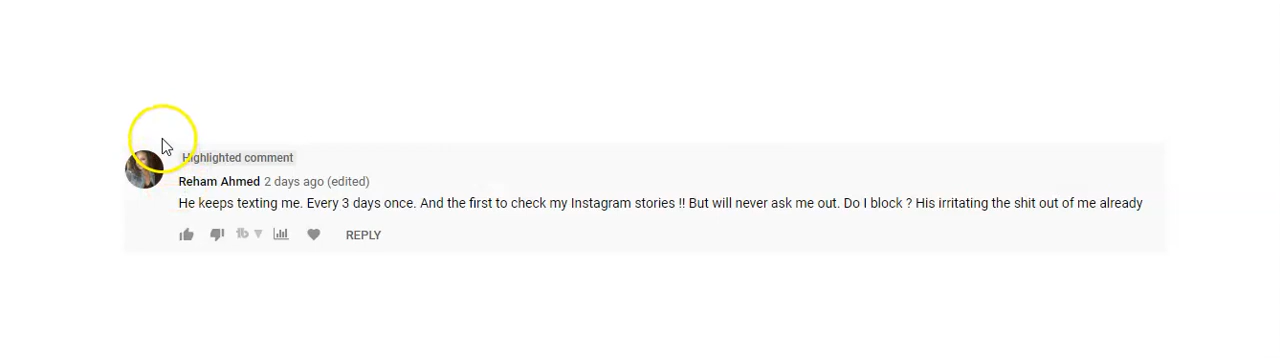 Highlighted comment
Reham Ahmed 2 days ago (edited)
He keeps texting me. Every 3 days once. And the first to check my Instagram stories !! But will never ask me out. Do I block ? His irritating the shit out of me already
REPLY